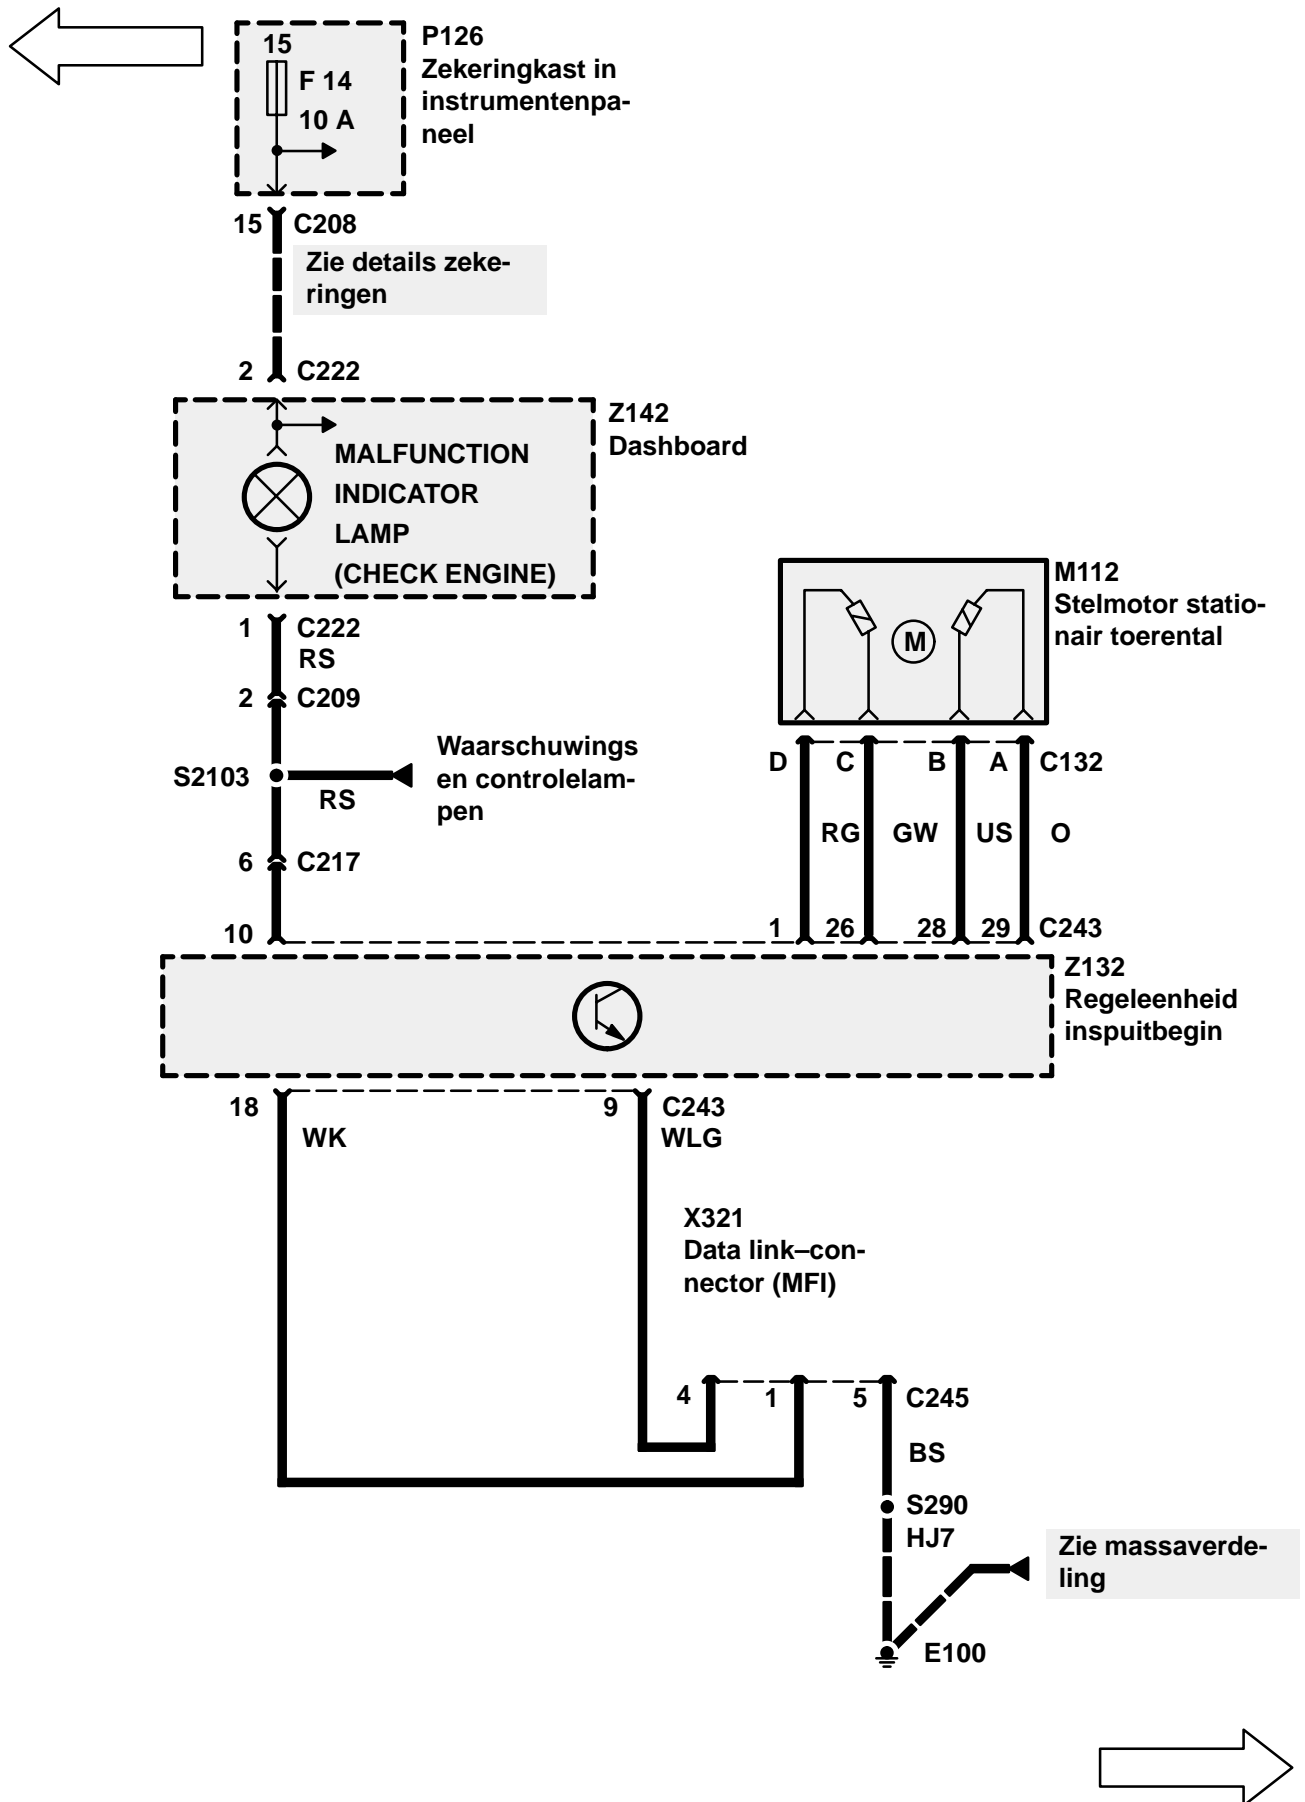 15
F 14
10 A
P126
Zekeringkast in
instrumentenpa-
neel
15
C208
Zie details zeke-
ringen
2
C222
Z142
Dashboard
MALFUNCTION
INDICATOR
LAMP
(CHECK ENGINE)
1
C222
RS
2
C209
S2103
RS
Waarschuwings
en controlelam-
pen
6
C217
10
M
M112
Stelmotor statio-
nair toerental
D
C
B
A
C132
RG
GW
US
O
1
26
28
29
C243
Z132
Regeleenheid
inspuitbegin
18
WK
9
C243
WLG
X321
Data link–con-
nector (MFI)
4
1
5
C245
BS
S290
HJ7
Zie massaverde-
ling
E100